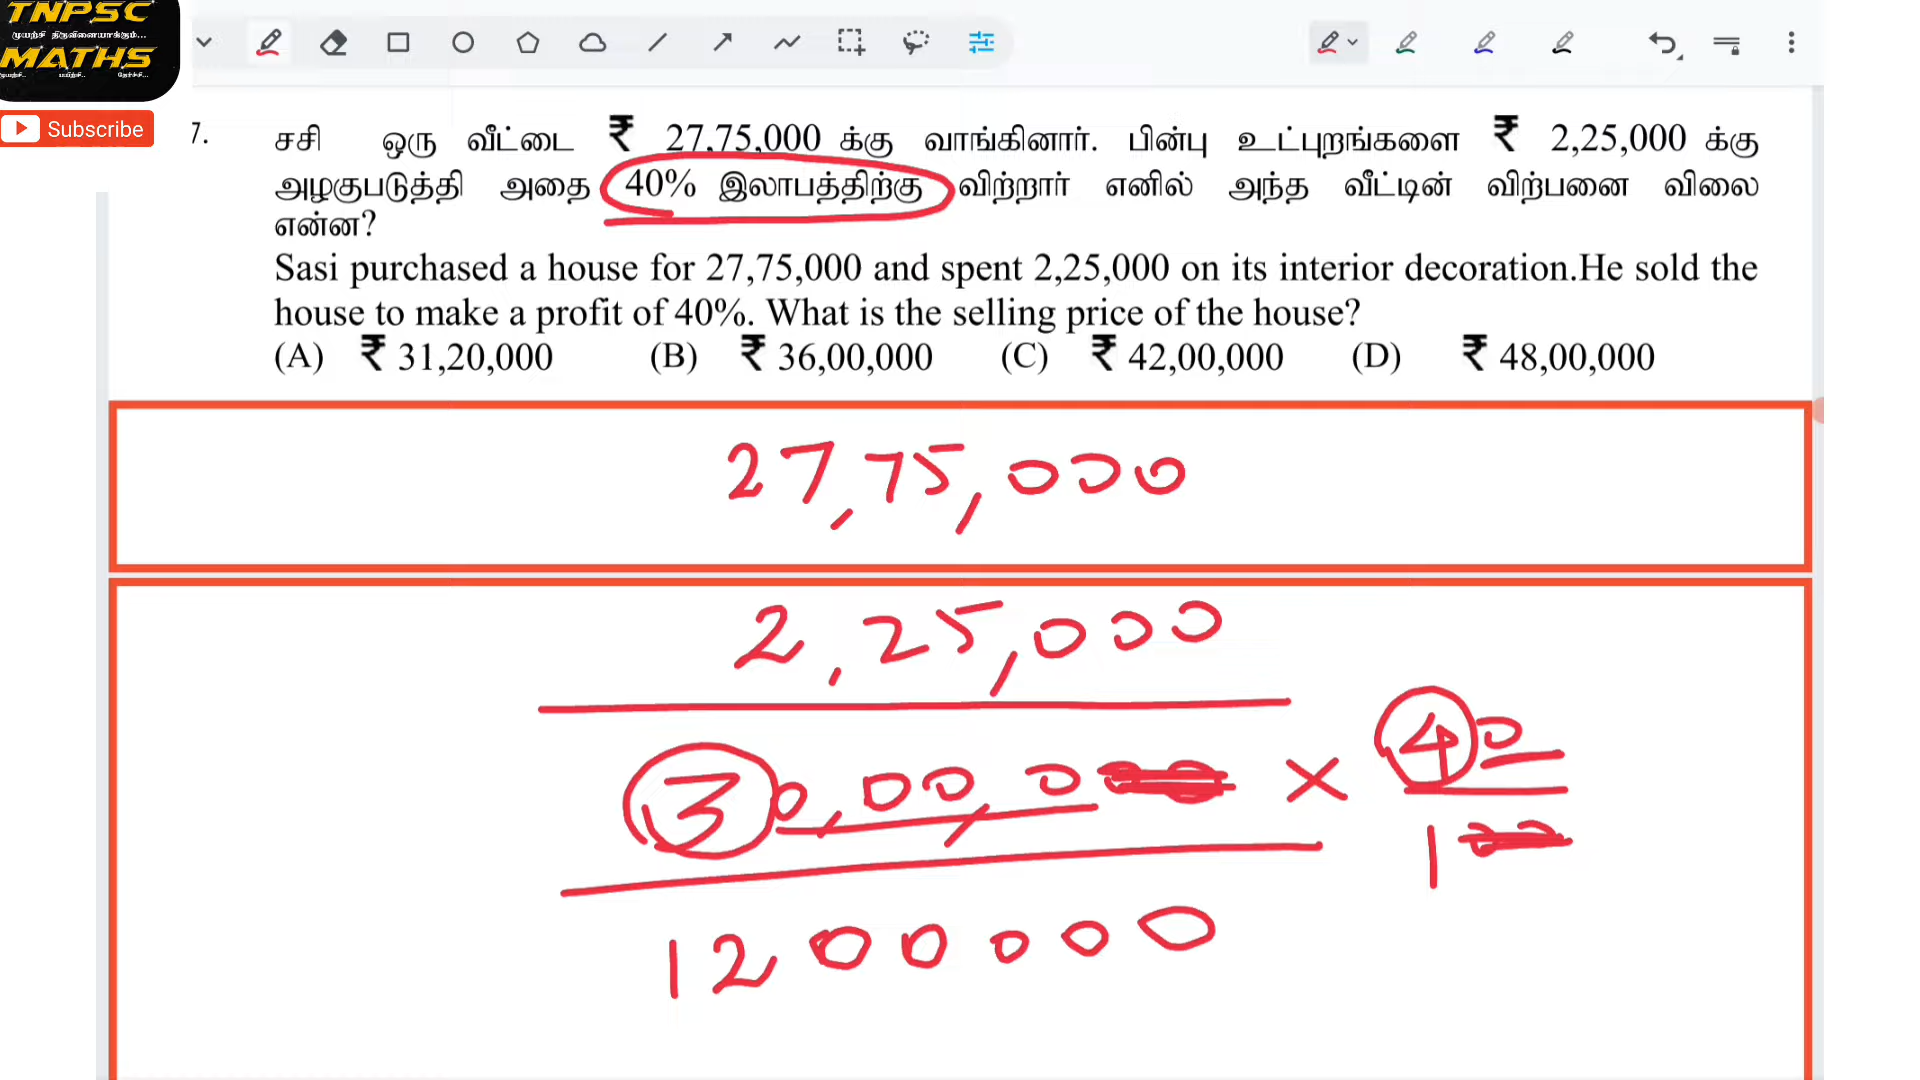 TNPSC
முயற்சி திருவினையாக்கும்...
MATHS
முயற்சி.. பயிற்சி.. தேர்ச்சி...
Subscribe
7. சசி ஒரு வீட்டை ₹ 27,75,000 க்கு வாங்கினார். பின்பு உட்புறங்களை ₹ 2,25,000 க்கு
அழகுபடுத்தி அதை 40% இலாபத்திற்கு விற்றார் எனில் அந்த வீட்டின் விற்பனை விலை
என்ன?
Sasi purchased a house for 27,75,000 and spent 2,25,000 on its interior decoration.He sold the
house to make a profit of 40%. What is the selling price of the house?
(A) ₹ 31,20,000 (B) ₹ 36,00,000 (C) ₹ 42,00,000 (D) ₹ 48,00,000
27,75,000
2,25,000
30,00,000 × 40
100
1200000